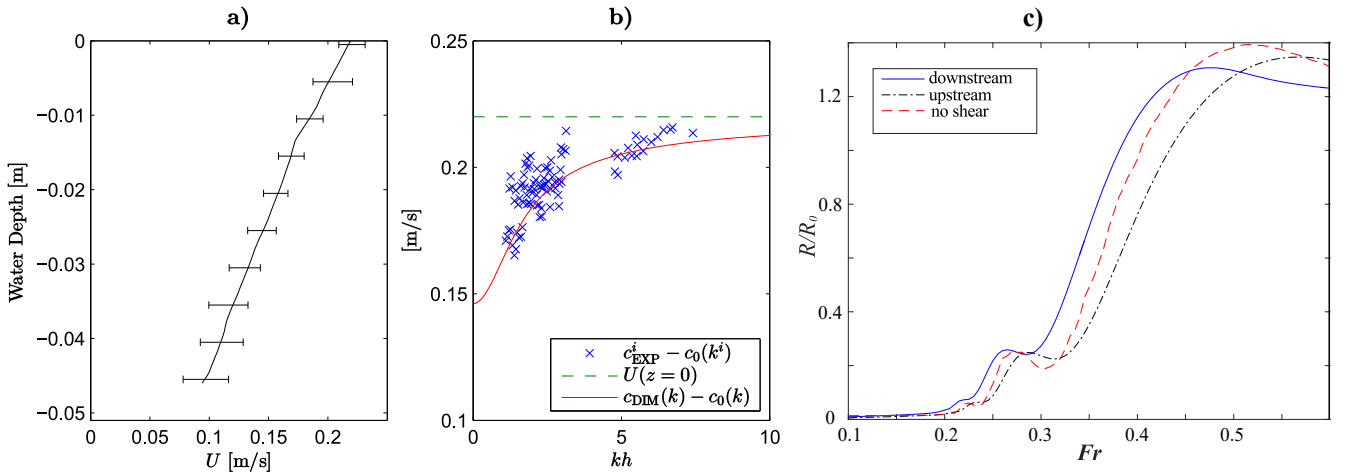 a)
0
−0.01
−0.02
−0.03
−0.04
−0.05
Water Depth [m]
0 0.05 0.1 0.15 0.2
U [m/s]
b)
0.25
0.2
0.15
0.1
[m/s]
0 5 10
kh
c^i_EXP − c_0(k^i)
U(z=0)
c_DIM(k) − c_0(k)
c)
1.2
0.8
0.4
0
R/R_0
0.1 0.2 0.3 0.4 0.5
Fr
downstream
upstream
no shear